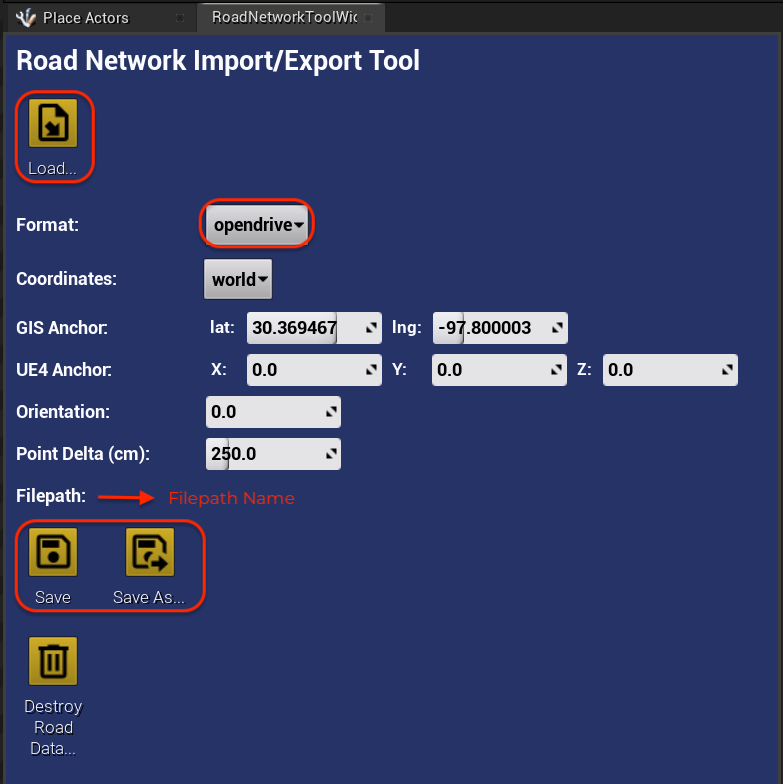 Place Actors RoadNetworkToolWid
Road Network Import/Export Tool
Load...
Format: opendrive
Coordinates: world
GIS Anchor: lat: 30.369467 lng: -97.800003
UE4 Anchor: X: 0.0 Y: 0.0 Z: 0.0
Orientation: 0.0
Point Delta (cm): 250.0
Filepath: Filepath Name
Save Save As...
Destroy
Road
Data...